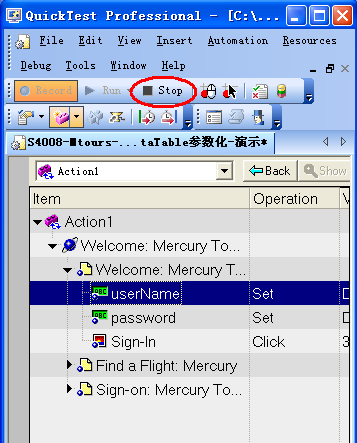 QuickTest Professional - [C:\...
File Edit View Insert Automation Resources
Debug Tools Window Help
Record Run Stop
S4008-Mtours-...taTable参数化-演示*
Action1 Back Show
Item Operation V
Action1
Welcome: Mercury To...
Welcome: Mercury T...
userName Set D
password Set D
Sign-In Click 3
Find a Flight: Mercury
Sign-on: Mercury To...